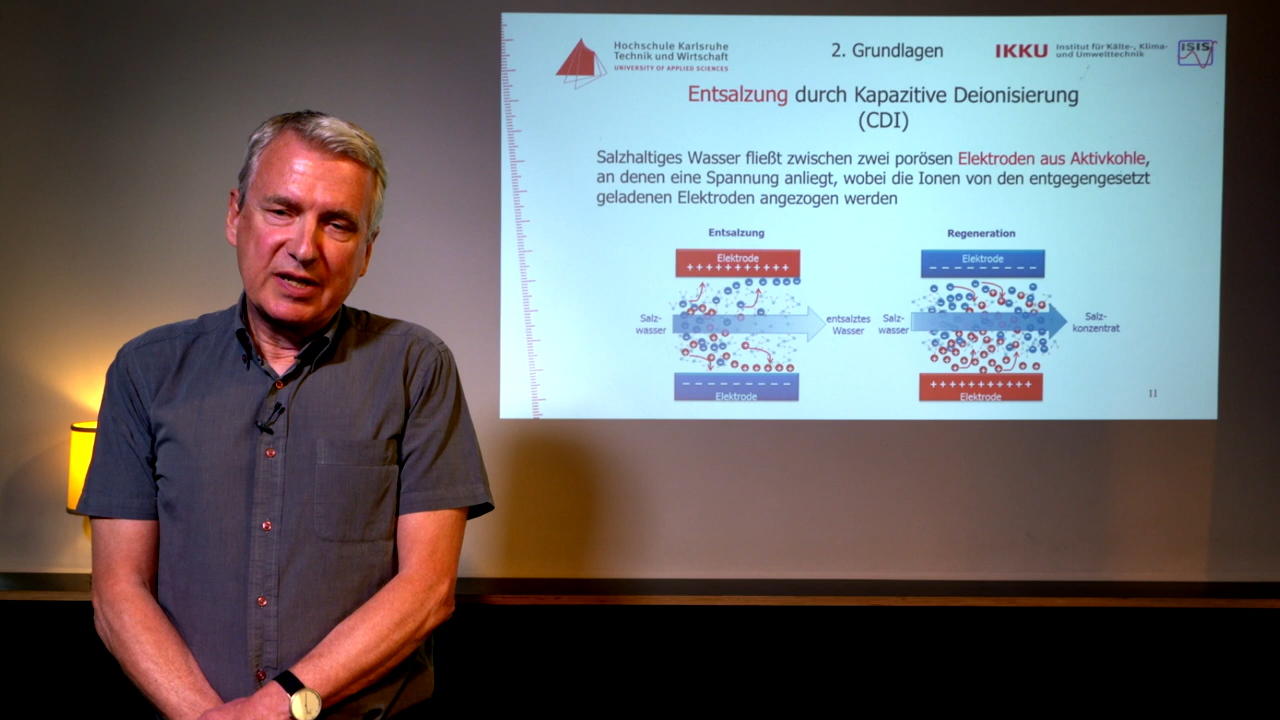 Hochschule Karlsruhe
Technik und Wirtschaft
UNIVERSITY OF APPLIED SCIENCES
2. Grundlagen
IKKU
Institut für Kälte-, Klima-
und Umwelttechnik
ISIS
Entsalzung durch Kapazitive Deionisierung
(CDI)
Salzhaltiges Wasser fließt zwischen zwei porösen Elektroden aus Aktivkohle,
an denen eine Spannung anliegt, wobei die Ionen von den entgegengesetzt
geladenen Elektroden angezogen werden
Entsalzung
Elektrode
++++++++++
Salz-
wasser
entsalztes
Wasser
− − − − − − − − − −
Elektrode
Regeneration
Elektrode
− − − − − − − − − −
Salz-
wasser
Salz-
konzentrat
++++++++++
Elektrode
11